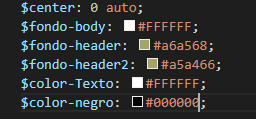 $center: 0 auto;
$fondo-body: #FFFFFF;
$fondo-header: #a6a568;
$fondo-header2: #a5a466;
$color-Texto: #FFFFFF;
$color-negro: #000000;